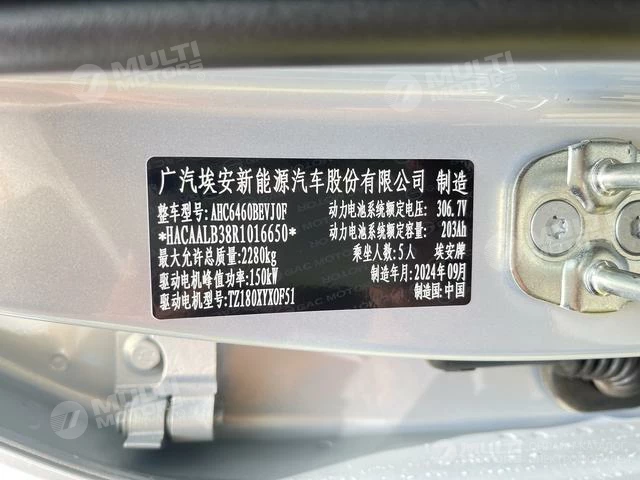 MULTI MOTORS
MULTI MOTORS
广汽埃安新能源汽车股份有限公司 制造
整车型号: AHC6460BEVJ0F 动力电池系统额定电压: 306.7V
*HACAALB38R1016650* 动力电池系统额定容量: 203Ah
最大允许总质量: 2280kg 乘坐人数: 5人 埃安牌
驱动电机峰值功率: 150kW 制造年月: 2024年09月
驱动电机型号: TZ180XYX0F51 制造国: 中国
GAC MOTOR
MULTI MOTORS
MULTI MOTORS